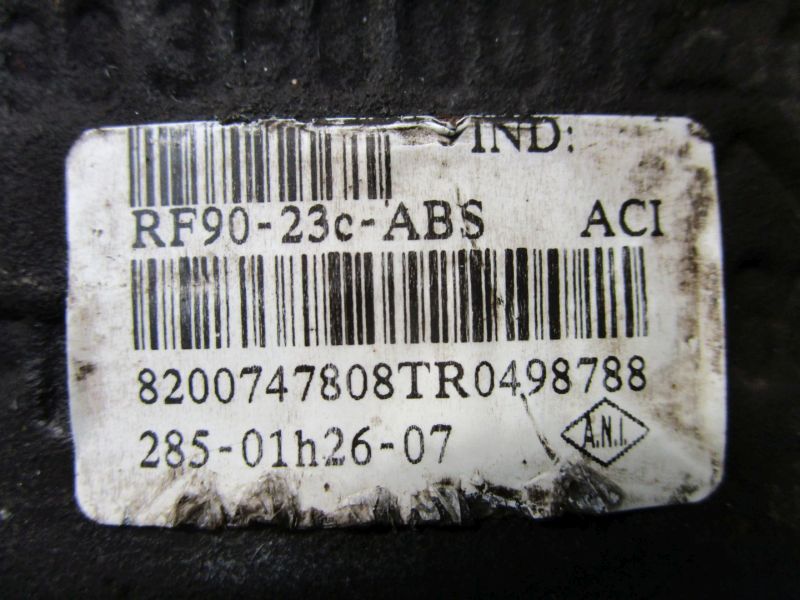 IND:
RF90-23c-ABS ACI
8200747808TR0498788
285-01h26-07 A.N.I.